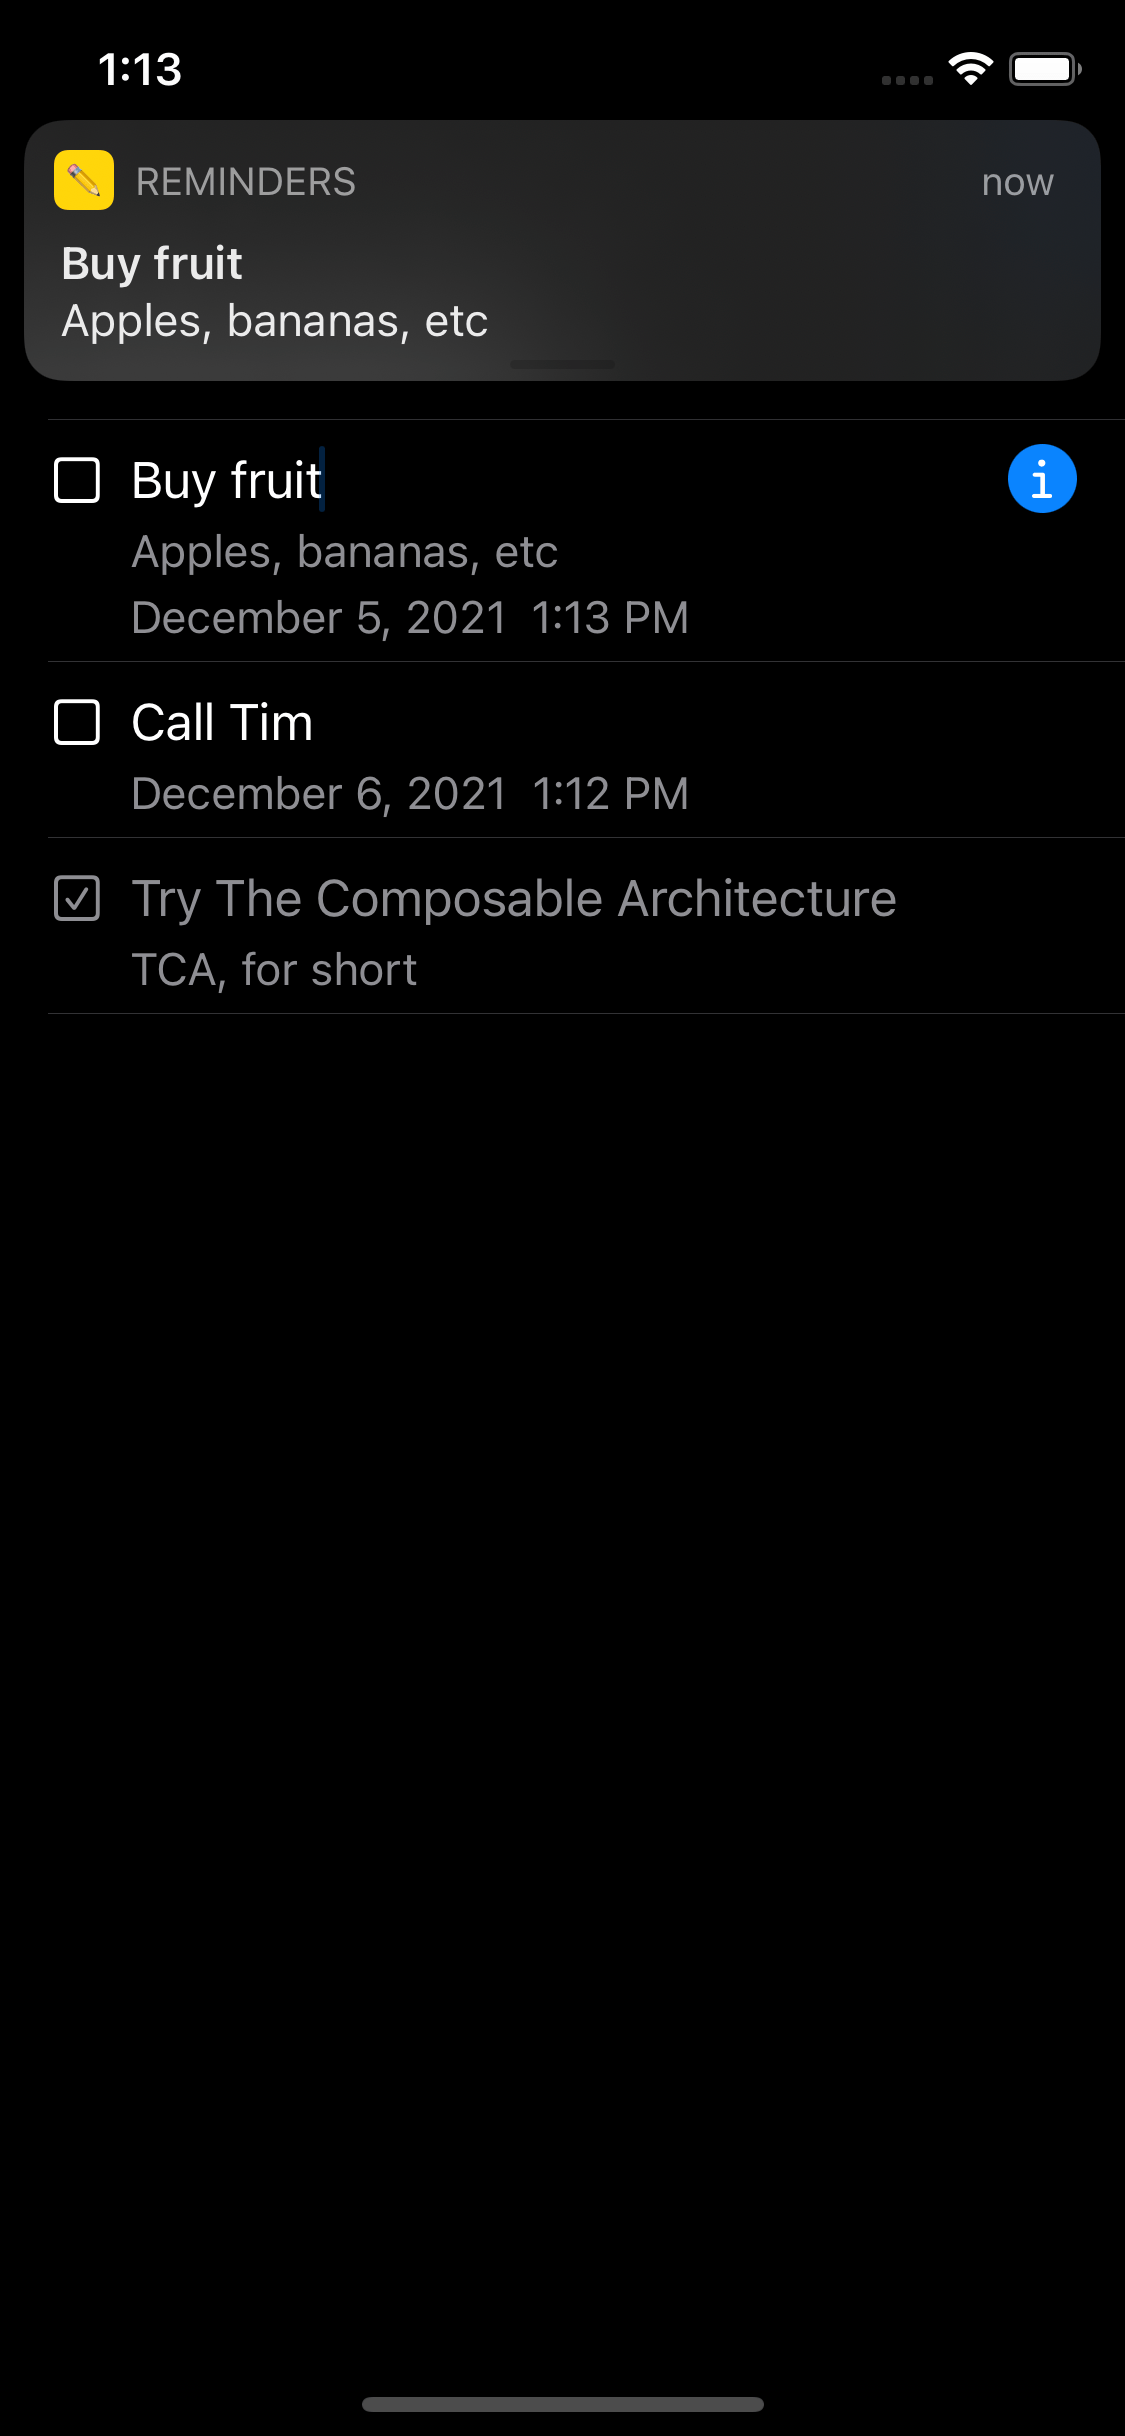 1:13
REMINDERS
now
Buy fruit
Apples, bananas, etc
Buy fruit
Apples, bananas, etc
December 5, 2021 1:13 PM
Call Tim
December 6, 2021 1:12 PM
Try The Composable Architecture
TCA, for short